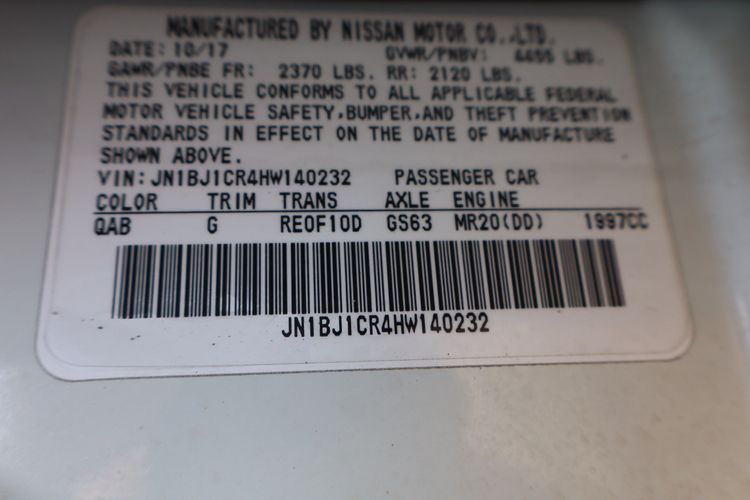 MANUFACTURED BY NISSAN MOTOR CO.,LTD.
DATE: 10/17 GVWR/PNBV: 4455 LBS.
GAWR/PNBE FR: 2370 LBS. RR: 2120 LBS.
THIS VEHICLE CONFORMS TO ALL APPLICABLE FEDERAL
MOTOR VEHICLE SAFETY,BUMPER,AND THEFT PREVENTION
STANDARDS IN EFFECT ON THE DATE OF MANUFACTURE
SHOWN ABOVE.
VIN: JN1BJ1CR4HW140232 PASSENGER CAR
COLOR TRIM TRANS AXLE ENGINE
QAB G RE0F10D GS63 MR20(DD) 1997CC
JN1BJ1CR4HW140232